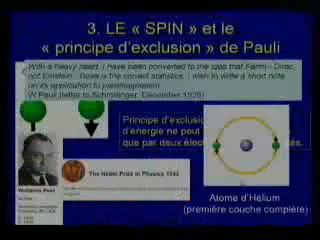 3. LE « SPIN » et le
« principe d'exclusion » de Pauli
With a heavy heart, I have been converted to the idea that Fermi - Dirac,
not Einstein - Bose is the correct statistics. I wish to write a short note
on its application to paramagnetism
W.Pauli (letter to Schrödinger, December 1926)
Principe d'exclusi
d'énergie ne peut
que par deux élect és.
The Nobel Prize in Physics 1945
Wolfgang Pauli
Atome d'Hélium
(première couche complète)